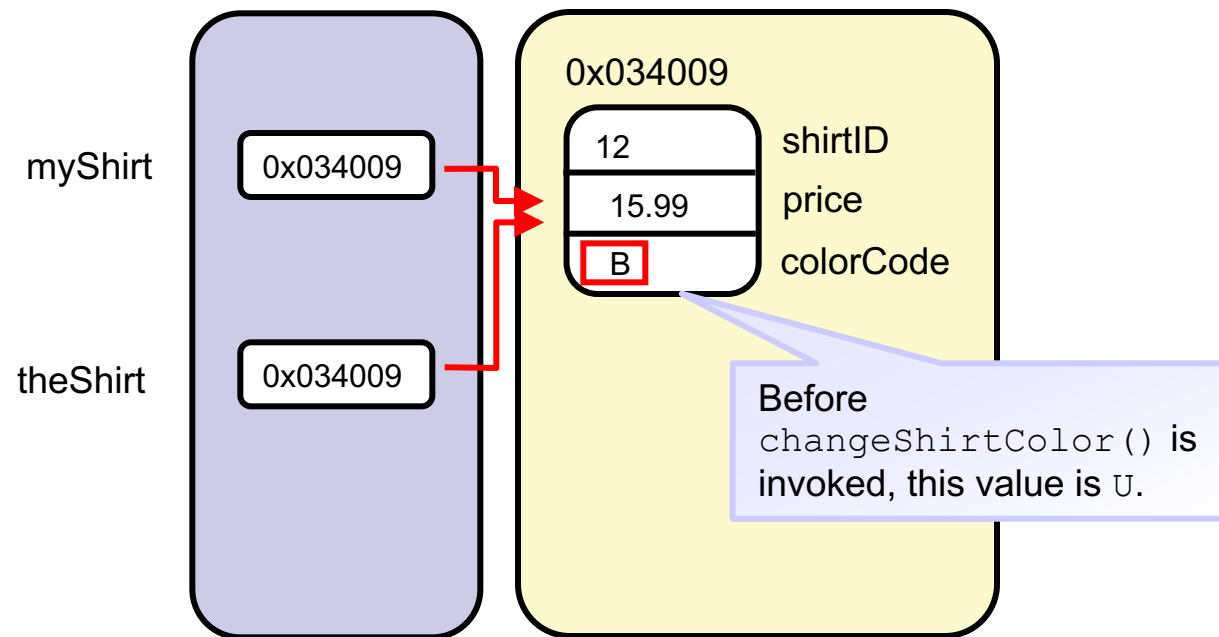 0x034009
myShirt
0x034009
12
shirtID
15.99
price
B
colorCode
theShirt
0x034009
Before
changeShirtColor() is
invoked, this value is U.